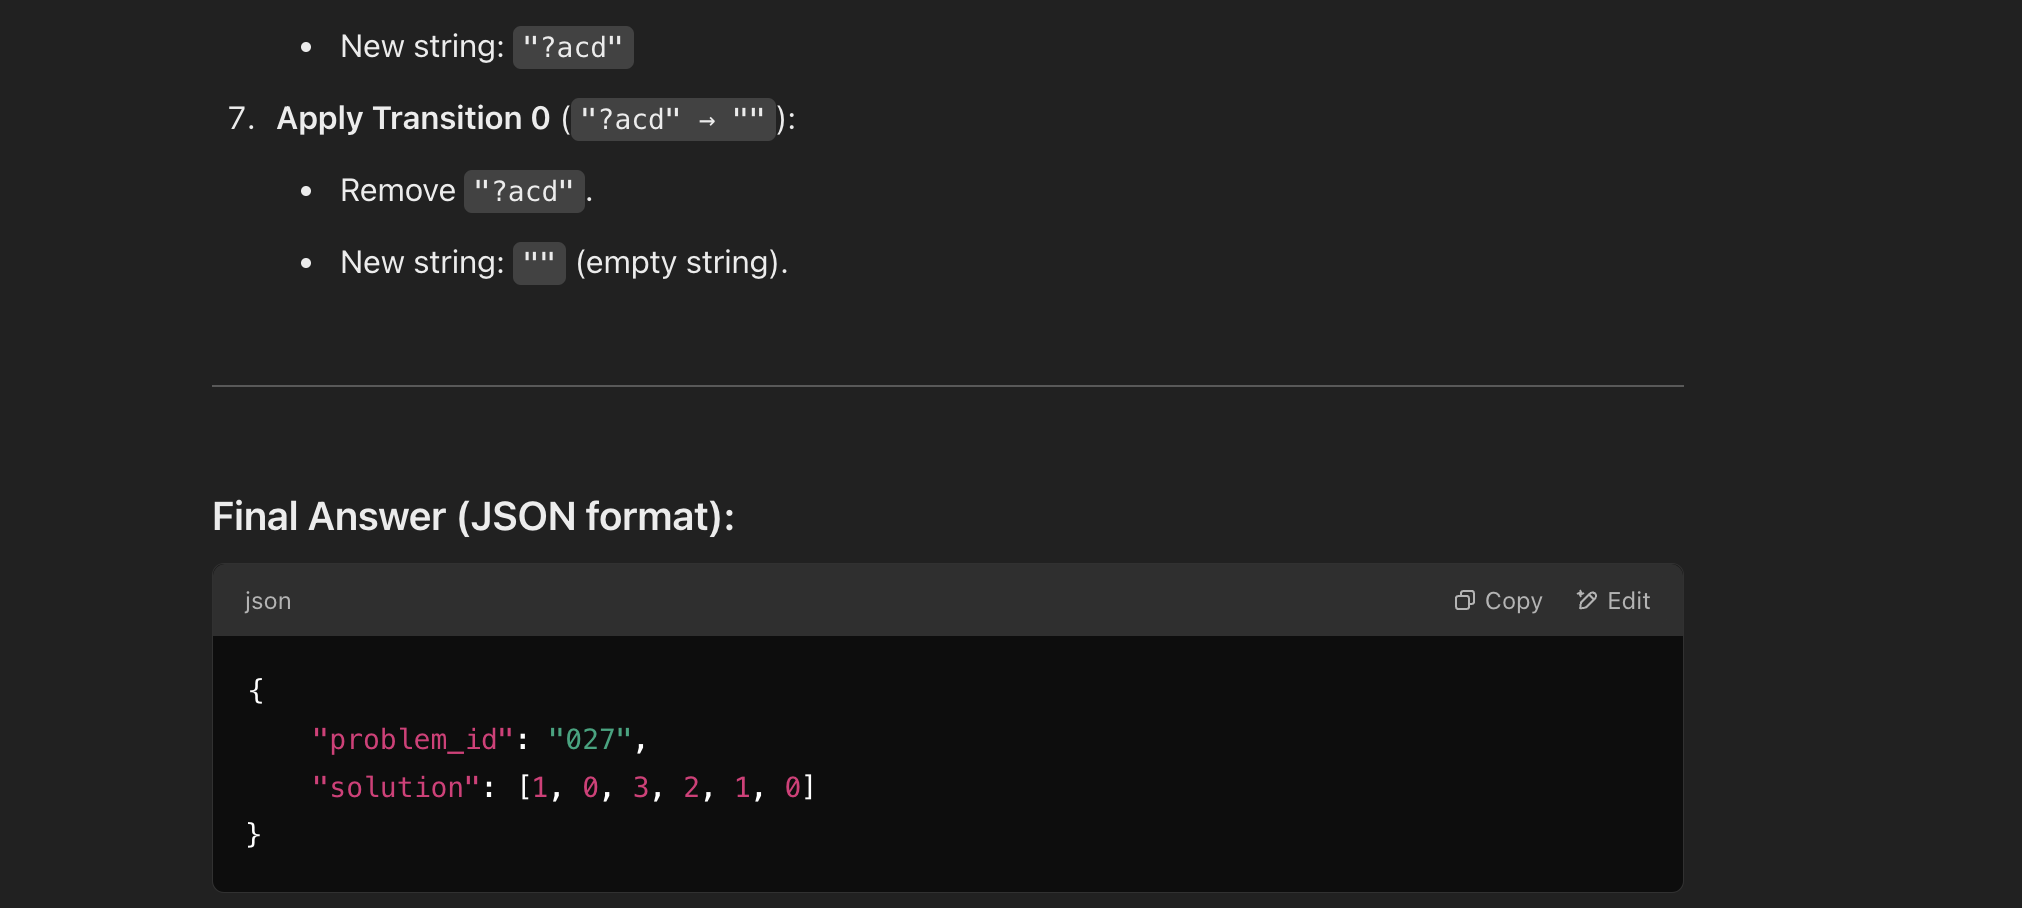 • New string: "?acd"
7. Apply Transition 0 ("?acd" → ""):
• Remove "?acd".
• New string: "" (empty string).
Final Answer (JSON format):
json
Copy Edit
{
"problem_id": "027",
"solution": [1, 0, 3, 2, 1, 0]
}